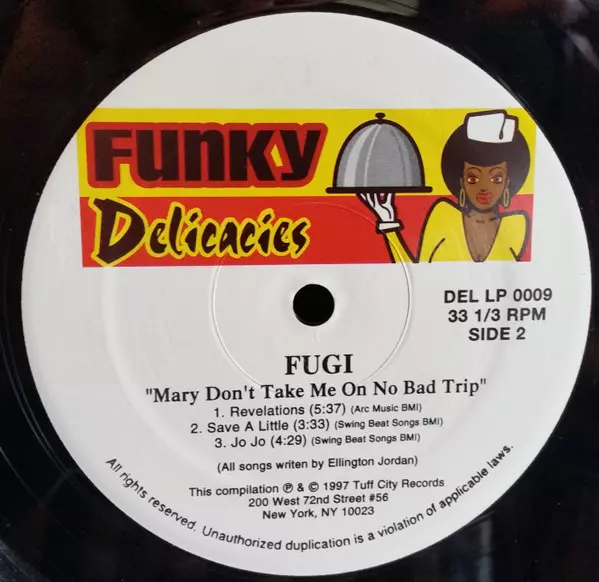 FUNKY
Delicacies
DEL LP 0009
33 1/3 RPM
SIDE 2
FUGI
"Mary Don't Take Me On No Bad Trip"
1. Revelations (5:37) (Arc Music BMI)
2. Save A Little (3:33) (Swing Beat Songs BMI)
3. Jo Jo (4:29) (Swing Beat Songs BMI)
(All songs writen by Ellington Jordan)
This compilation ℗ & © 1997 Tuff City Records
200 West 72nd Street #56
New York, NY 10023
All rights reserved. Unauthorized duplication is a violation of applicable laws.